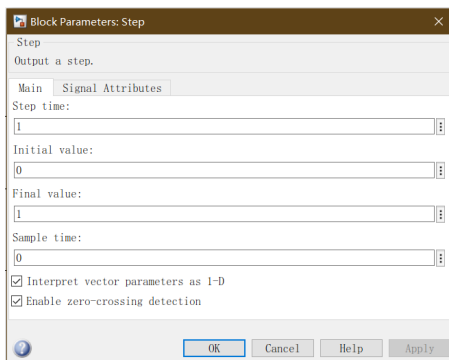 Block Parameters: Step
Step
Output a step.
Main Signal Attributes
Step time:
1
Initial value:
0
Final value:
1
Sample time:
0
Interpret vector parameters as 1-D
Enable zero-crossing detection
OK Cancel Help Apply